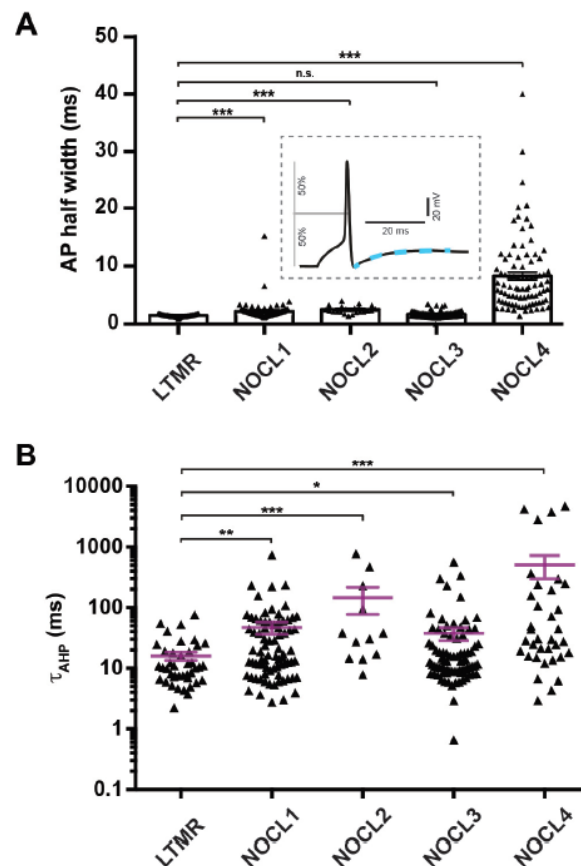 A
AP half width (ms)
50
40
30
20
10
0
***
n.s.
***
***
50%
50%
20 ms
20 mV
LTMR
NOCL1
NOCL2
NOCL3
NOCL4
B
τAHP (ms)
10000
1000
100
10
1
0.1
***
*
***
**
LTMR
NOCL1
NOCL2
NOCL3
NOCL4